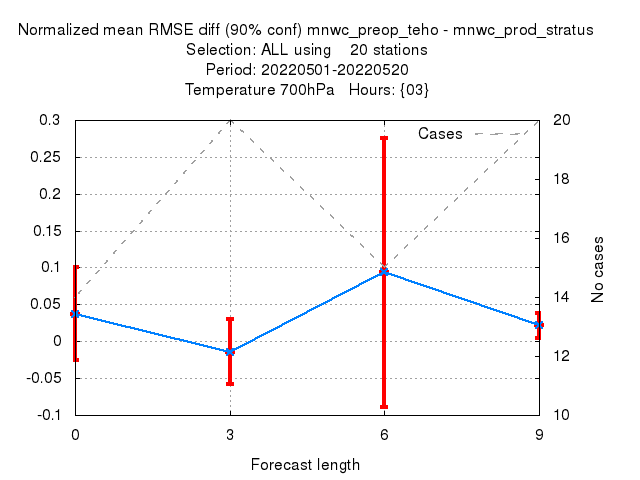 Normalized mean RMSE diff (90% conf) mnwc_preop_teho - mnwc_prod_stratus
Selection: ALL using    20 stations
Period: 20220501-20220520
Temperature 700hPa   Hours: {03}
0.3
0.25
0.2
0.15
0.1
0.05
0
-0.05
-0.1
Cases
20
18
16
14
12
10
No cases
0
3
6
9
Forecast length